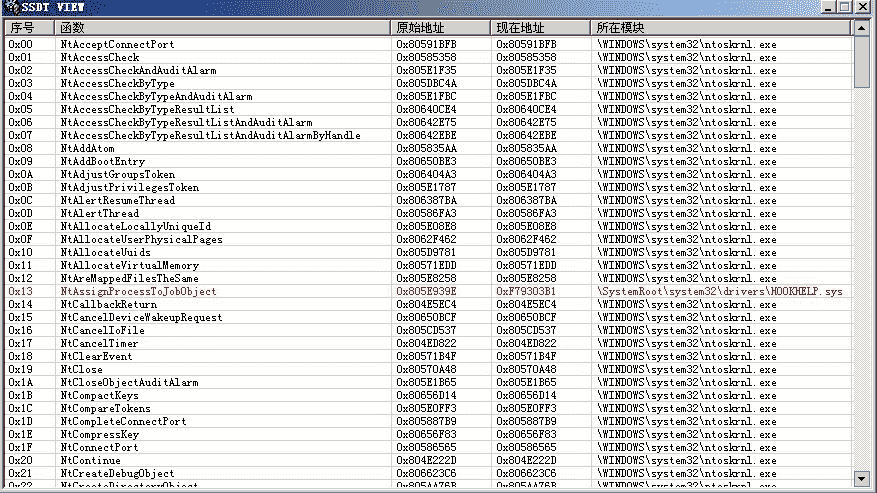 SSDT VIEW
序号 函数 原始地址 现在地址 所在模块
0x00 NtAcceptConnectPort 0x80591BFB 0x80591BFB \WINDOWS\system32\ntoskrnl.exe
0x01 NtAccessCheck 0x80585358 0x80585358 \WINDOWS\system32\ntoskrnl.exe
0x02 NtAccessCheckAndAuditAlarm 0x805E1F35 0x805E1F35 \WINDOWS\system32\ntoskrnl.exe
0x03 NtAccessCheckByType 0x805DBC4A 0x805DBC4A \WINDOWS\system32\ntoskrnl.exe
0x04 NtAccessCheckByTypeAndAuditAlarm 0x805E1FBC 0x805E1FBC \WINDOWS\system32\ntoskrnl.exe
0x05 NtAccessCheckByTypeResultList 0x80640CE4 0x80640CE4 \WINDOWS\system32\ntoskrnl.exe
0x06 NtAccessCheckByTypeResultListAndAuditAlarm 0x80642E75 0x80642E75 \WINDOWS\system32\ntoskrnl.exe
0x07 NtAccessCheckByTypeResultListAndAuditAlarmByHandle 0x80642EBE 0x80642EBE \WINDOWS\system32\ntoskrnl.exe
0x08 NtAddAtom 0x805835AA 0x805835AA \WINDOWS\system32\ntoskrnl.exe
0x09 NtAddBootEntry 0x80650BE3 0x80650BE3 \WINDOWS\system32\ntoskrnl.exe
0x0A NtAdjustGroupsToken 0x806404A3 0x806404A3 \WINDOWS\system32\ntoskrnl.exe
0x0B NtAdjustPrivilegesToken 0x805E1787 0x805E1787 \WINDOWS\system32\ntoskrnl.exe
0x0C NtAlertResumeThread 0x806387BA 0x806387BA \WINDOWS\system32\ntoskrnl.exe
0x0D NtAlertThread 0x80586FA3 0x80586FA3 \WINDOWS\system32\ntoskrnl.exe
0x0E NtAllocateLocallyUniqueId 0x805E08E8 0x805E08E8 \WINDOWS\system32\ntoskrnl.exe
0x0F NtAllocateUserPhysicalPages 0x8062F462 0x8062F462 \WINDOWS\system32\ntoskrnl.exe
0x10 NtAllocateUuids 0x805D9781 0x805D9781 \WINDOWS\system32\ntoskrnl.exe
0x11 NtAllocateVirtualMemory 0x80571EDD 0x80571EDD \WINDOWS\system32\ntoskrnl.exe
0x12 NtAreMappedFilesTheSame 0x805E8258 0x805E8258 \WINDOWS\system32\ntoskrnl.exe
0x13 NtAssignProcessToJobObject 0x805E939E 0xF79303B1 \SystemRoot\system32\drivers\HOOKHELP.sys
0x14 NtCallbackReturn 0x804E5EC4 0x804E5EC4 \WINDOWS\system32\ntoskrnl.exe
0x15 NtCancelDeviceWakeupRequest 0x80650BCF 0x80650BCF \WINDOWS\system32\ntoskrnl.exe
0x16 NtCancelIoFile 0x805CD537 0x805CD537 \WINDOWS\system32\ntoskrnl.exe
0x17 NtCancelTimer 0x804ED822 0x804ED822 \WINDOWS\system32\ntoskrnl.exe
0x18 NtClearEvent 0x80571B4F 0x80571B4F \WINDOWS\system32\ntoskrnl.exe
0x19 NtClose 0x80570A48 0x80570A48 \WINDOWS\system32\ntoskrnl.exe
0x1A NtCloseObjectAuditAlarm 0x805E1B65 0x805E1B65 \WINDOWS\system32\ntoskrnl.exe
0x1B NtCompactKeys 0x80656D14 0x80656D14 \WINDOWS\system32\ntoskrnl.exe
0x1C NtCompareTokens 0x805E0FF3 0x805E0FF3 \WINDOWS\system32\ntoskrnl.exe
0x1D NtCompleteConnectPort 0x805887B9 0x805887B9 \WINDOWS\system32\ntoskrnl.exe
0x1E NtCompressKey 0x80656F83 0x80656F83 \WINDOWS\system32\ntoskrnl.exe
0x1F NtConnectPort 0x80586565 0x80586565 \WINDOWS\system32\ntoskrnl.exe
0x20 NtContinue 0x804E222D 0x804E222D \WINDOWS\system32\ntoskrnl.exe
0x21 NtCreateDebugObject 0x806623C6 0x806623C6 \WINDOWS\system32\ntoskrnl.exe